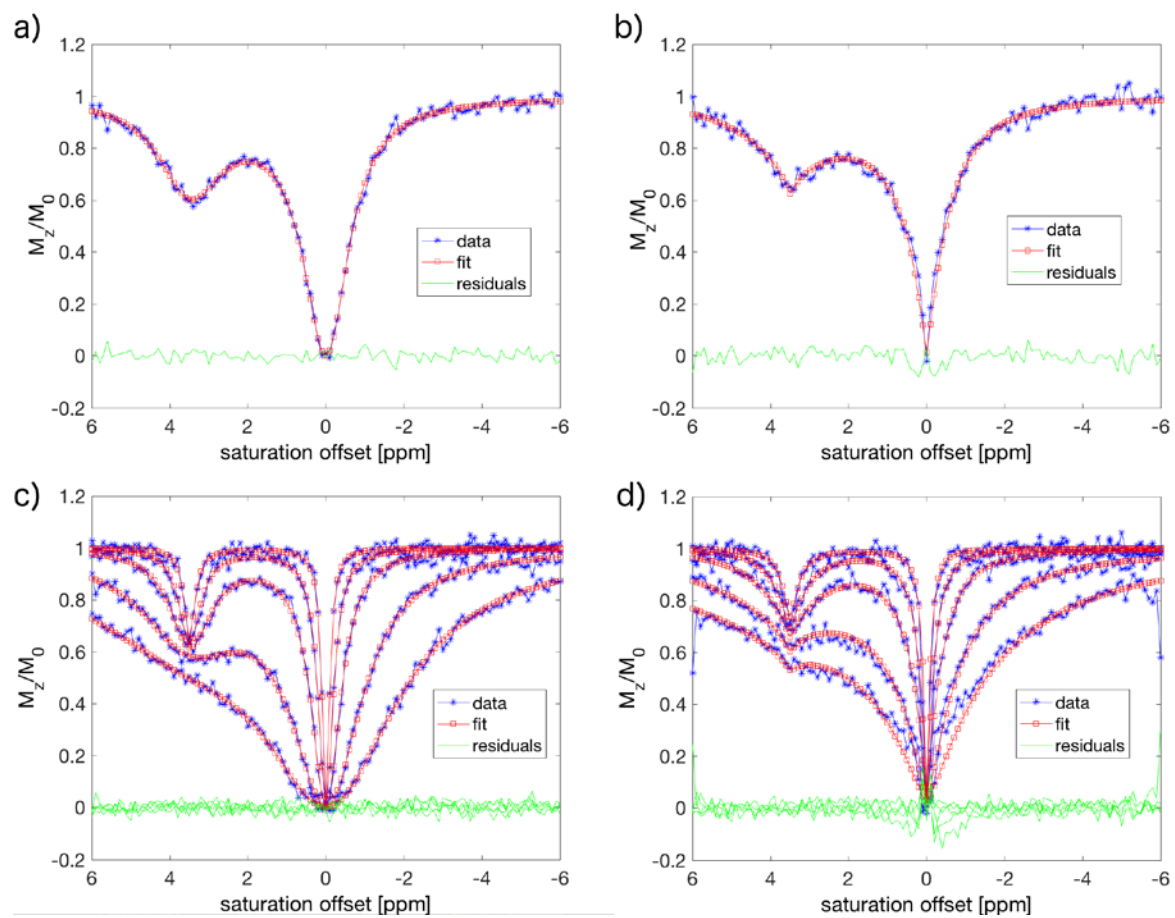 a)
1.2
1
0.8
0.6
0.4
0.2
0
-0.2
M_z/M_0
data
fit
residuals
6 4 2 0 -2 -4 -6
saturation offset [ppm]
b)
1.2
1
0.8
0.6
0.4
0.2
0
-0.2
M_z/M_0
data
fit
residuals
6 4 2 0 -2 -4 -6
saturation offset [ppm]
c)
1.2
1
0.8
0.6
0.4
0.2
0
-0.2
M_z/M_0
data
fit
residuals
6 4 2 0 -2 -4 -6
saturation offset [ppm]
d)
1.2
1
0.8
0.6
0.4
0.2
0
-0.2
M_z/M_0
data
fit
residuals
6 4 2 0 -2 -4 -6
saturation offset [ppm]